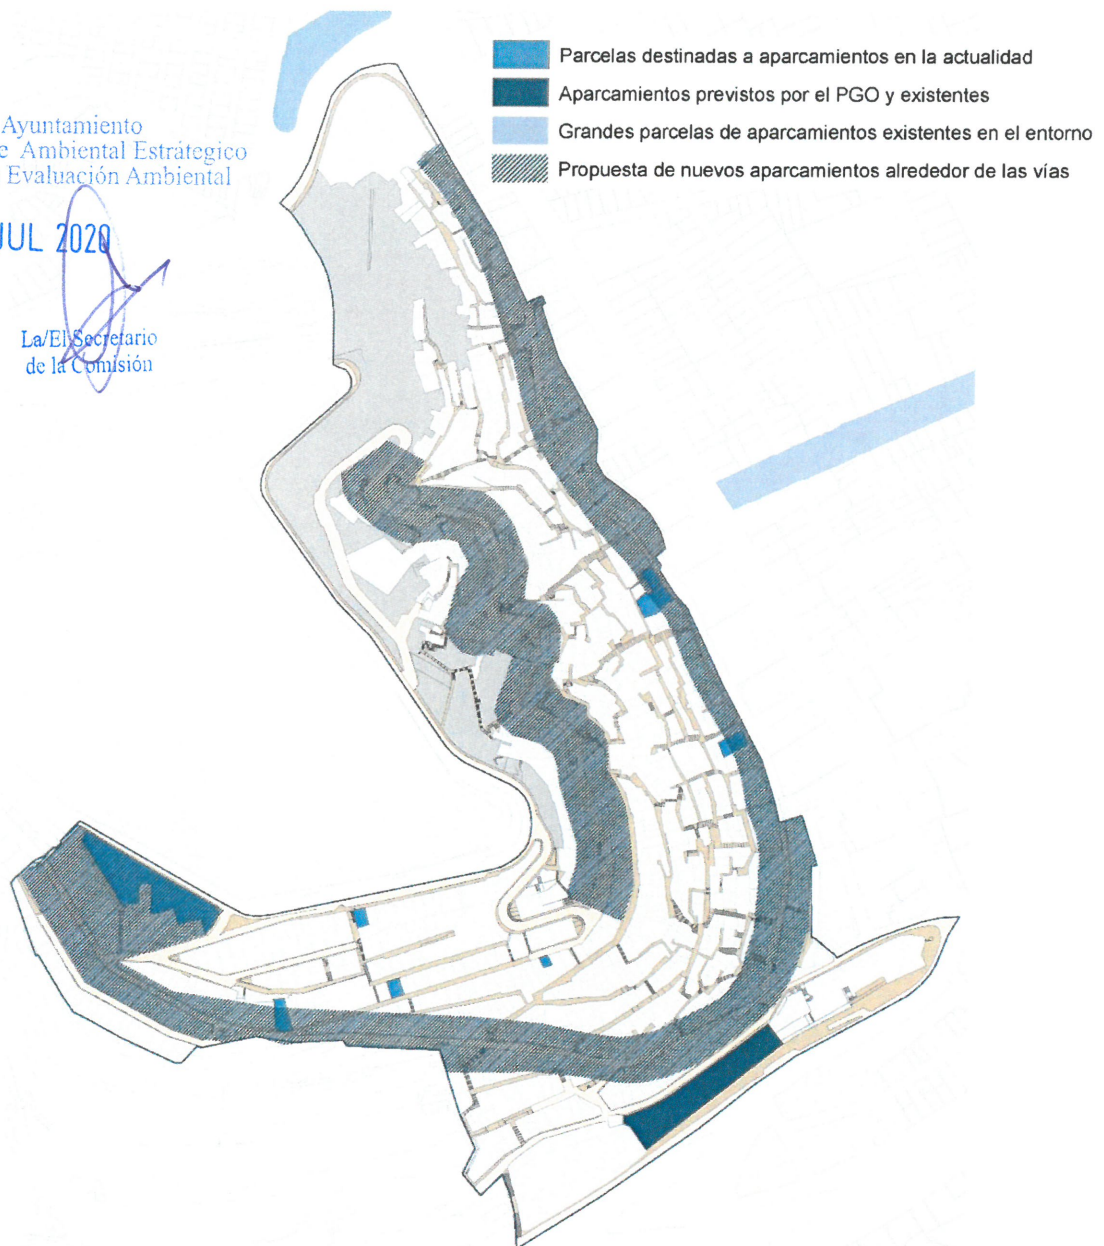 Parcelas destinadas a aparcamientos en la actualidad
Aparcamientos previstos por el PGO y existentes
Grandes parcelas de aparcamientos existentes en el entorno
Propuesta de nuevos aparcamientos alrededor de las vías
Ayuntamiento
e Ambiental Estrátegico
Evaluación Ambiental
JUL 2020
La/El Secretario
de la Comisión